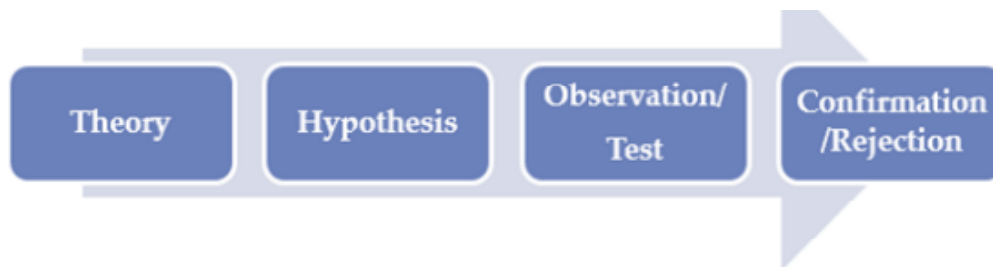 Theory
Hypothesis
Observation/
Test
Confirmation
/Rejection